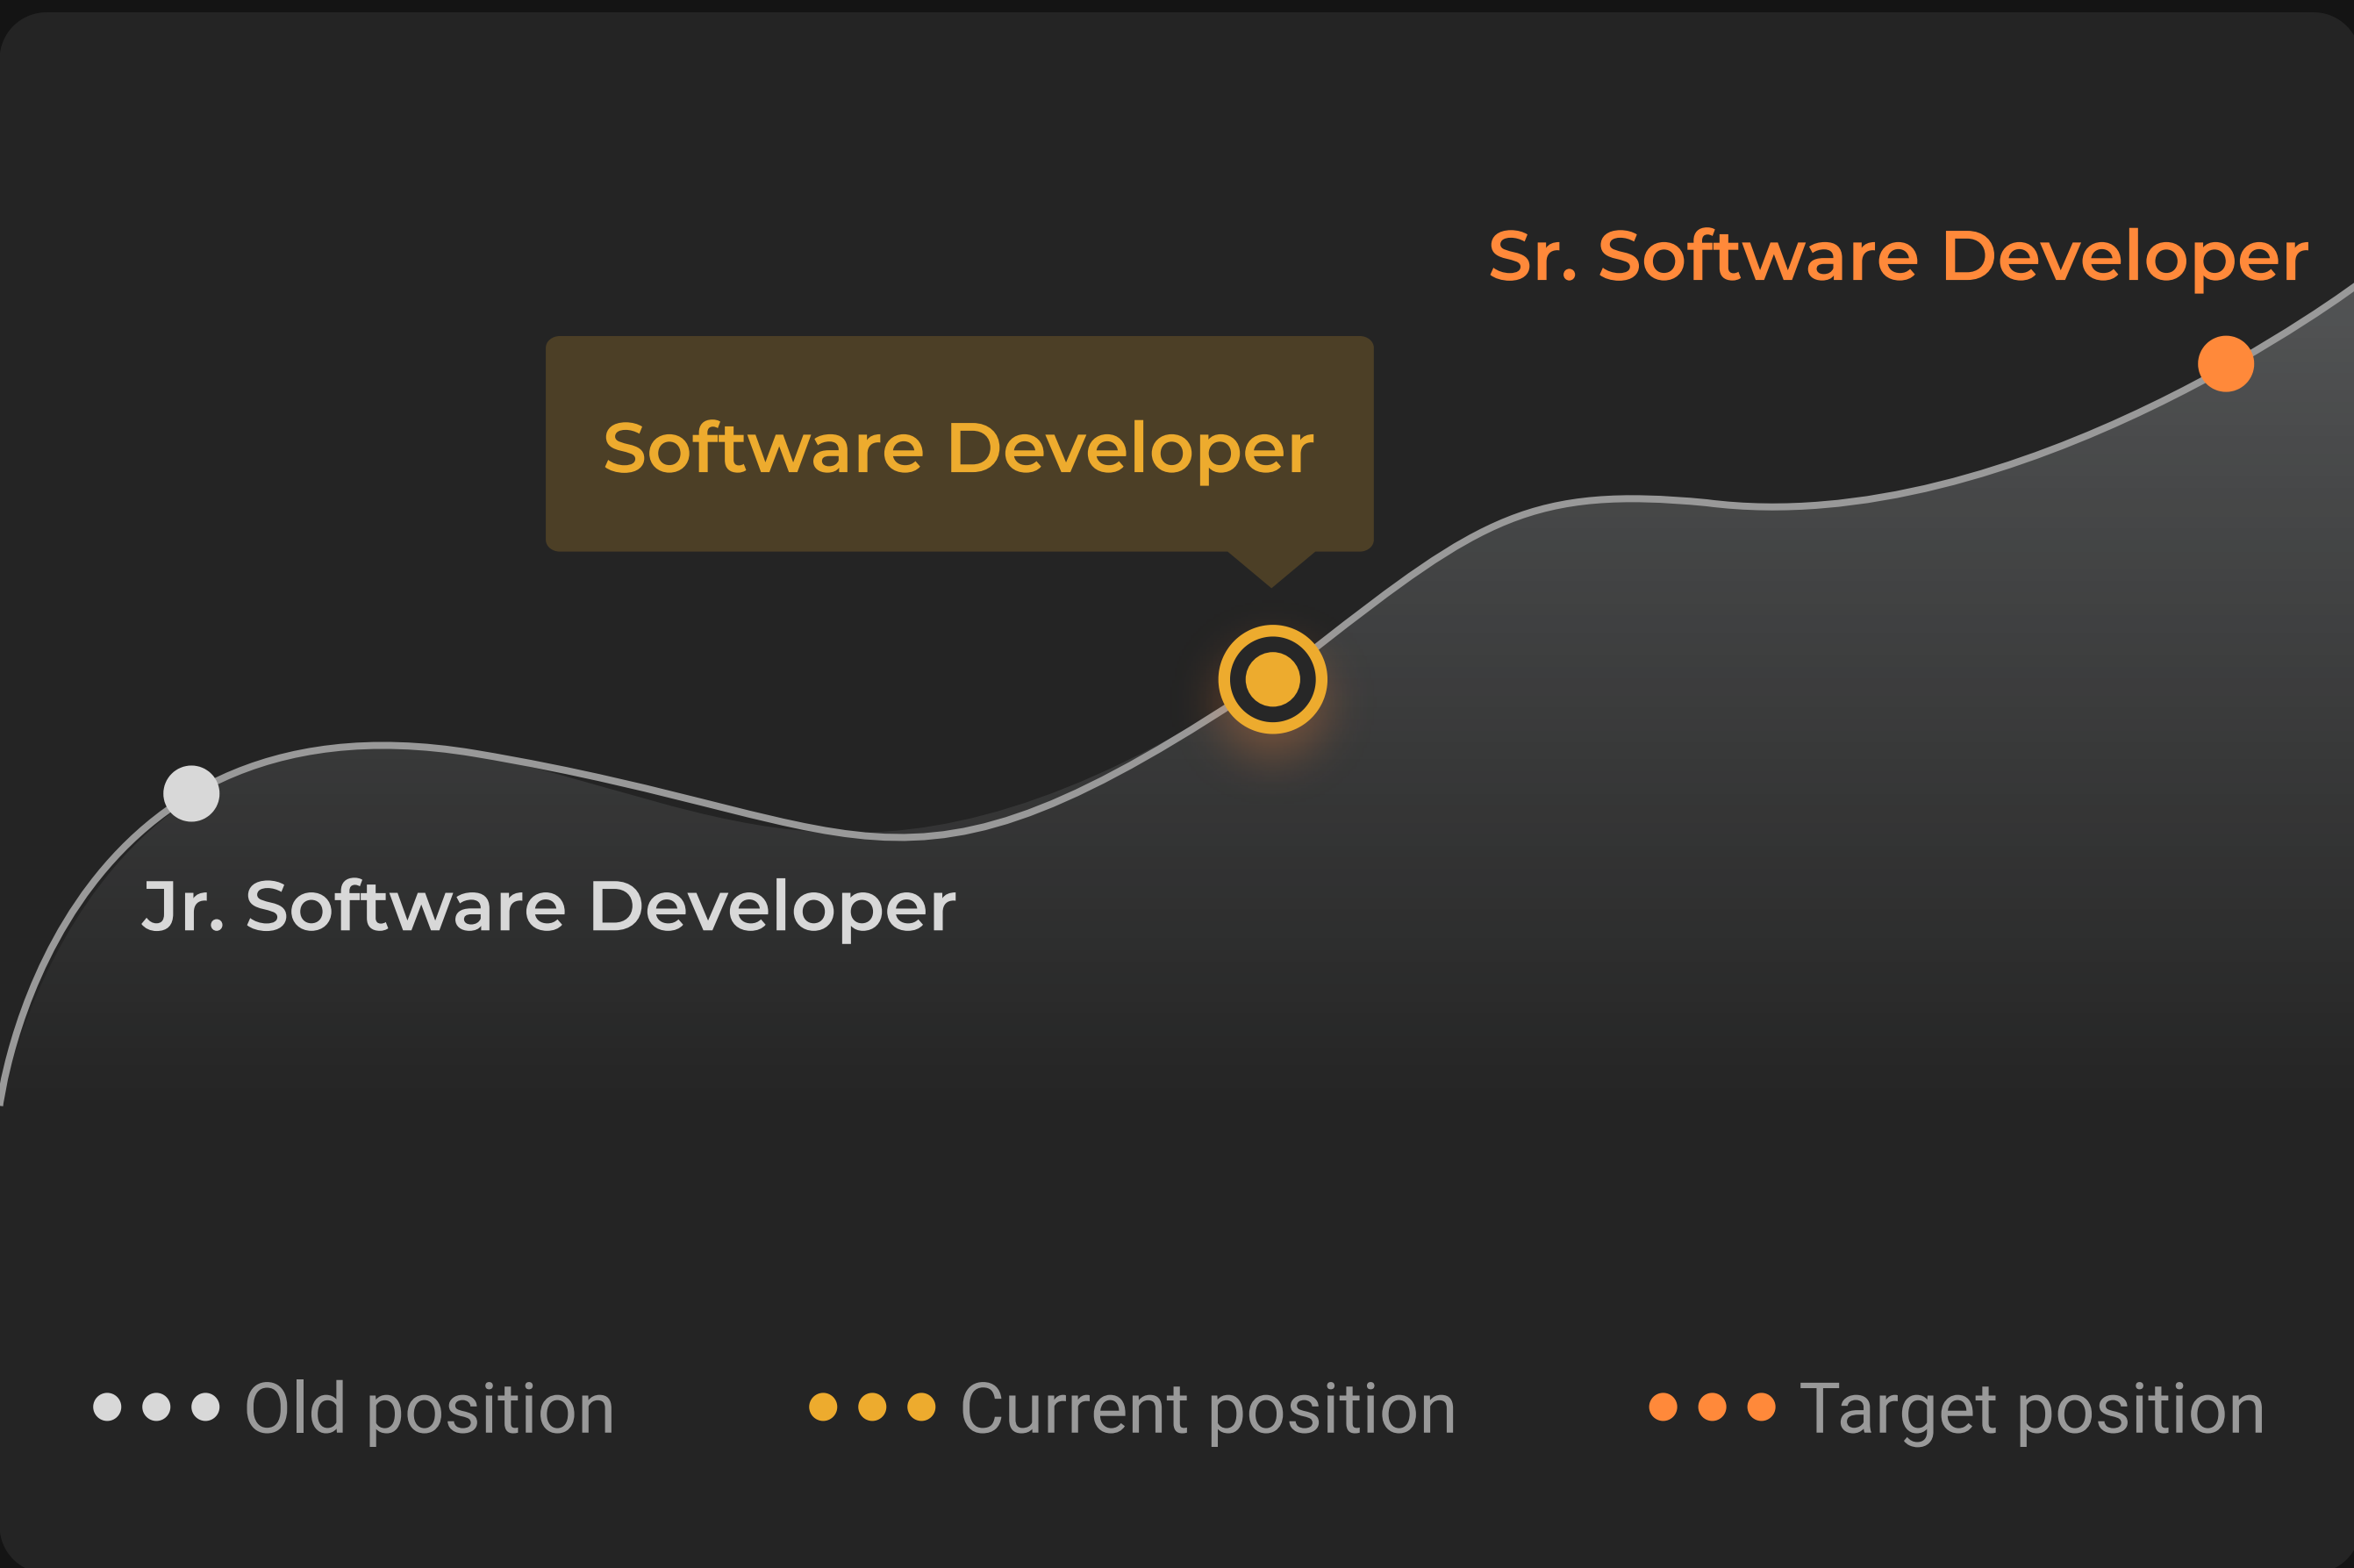 Sr. Software Developer
Software Developer
Jr. Software Developer
Old position
Current position
Target position